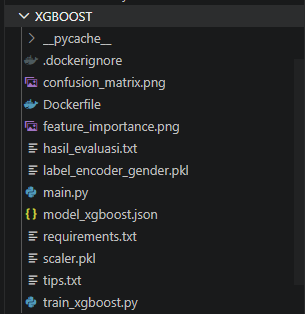 XGBOOST
__pycache__
.dockerignore
confusion_matrix.png
Dockerfile
feature_importance.png
hasil_evaluasi.txt
label_encoder_gender.pkl
main.py
model_xgboost.json
requirements.txt
scaler.pkl
tips.txt
train_xgboost.py